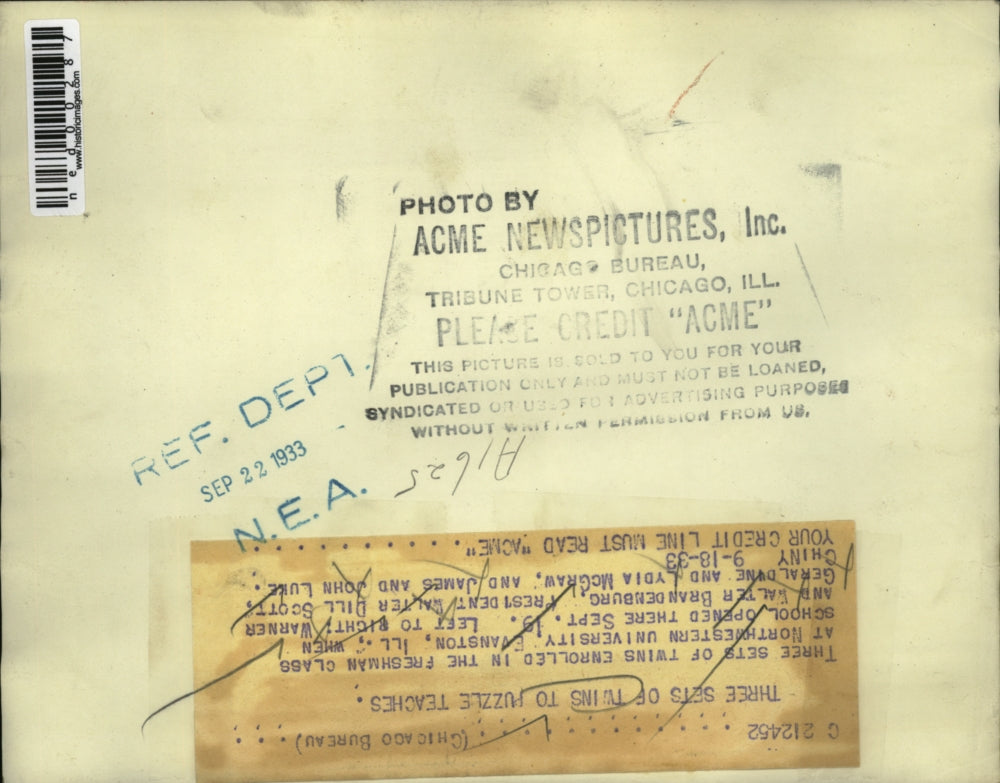 ned00287
www.historicimages.com
PHOTO BY
ACME NEWSPICTURES, Inc.
CHICAGO BUREAU,
TRIBUNE TOWER, CHICAGO, ILL.
PLEASE CREDIT "ACME"
THIS PICTURE IS SOLD TO YOU FOR YOUR
PUBLICATION ONLY AND MUST NOT BE LOANED,
SYNDICATED OR USED FOR ADVERTISING PURPOSES
WITHOUT WRITTEN PERMISSION FROM US.
REF. DEPT.
SEP 22 1933
N.E.A.
A1625
C 212452 . . . . . . . . . . . . (CHICAGO BUREAU) . . .
THREE SETS OF TWINS TO PUZZLE TEACHES.
THREE SETS OF TWINS ENROLLED IN THE FRESHMAN CLASS
AT NORTHWESTERN UNIVERSITY EVANSTON, ILL., WHEN
SCHOOL OPENED THERE SEPT. 19. LEFT TO RIGHT: WARNER
AND WALTER BRANDENBURG, PRESIDENT WALTER DILL SCOTT,
GERALDINE AND LYDIA MCGRAW, AND JAMES AND JOHN LUKE.
CHINY 9-18-33
YOUR CREDIT LINE MUST READ "ACME" . . . . . . . . . .